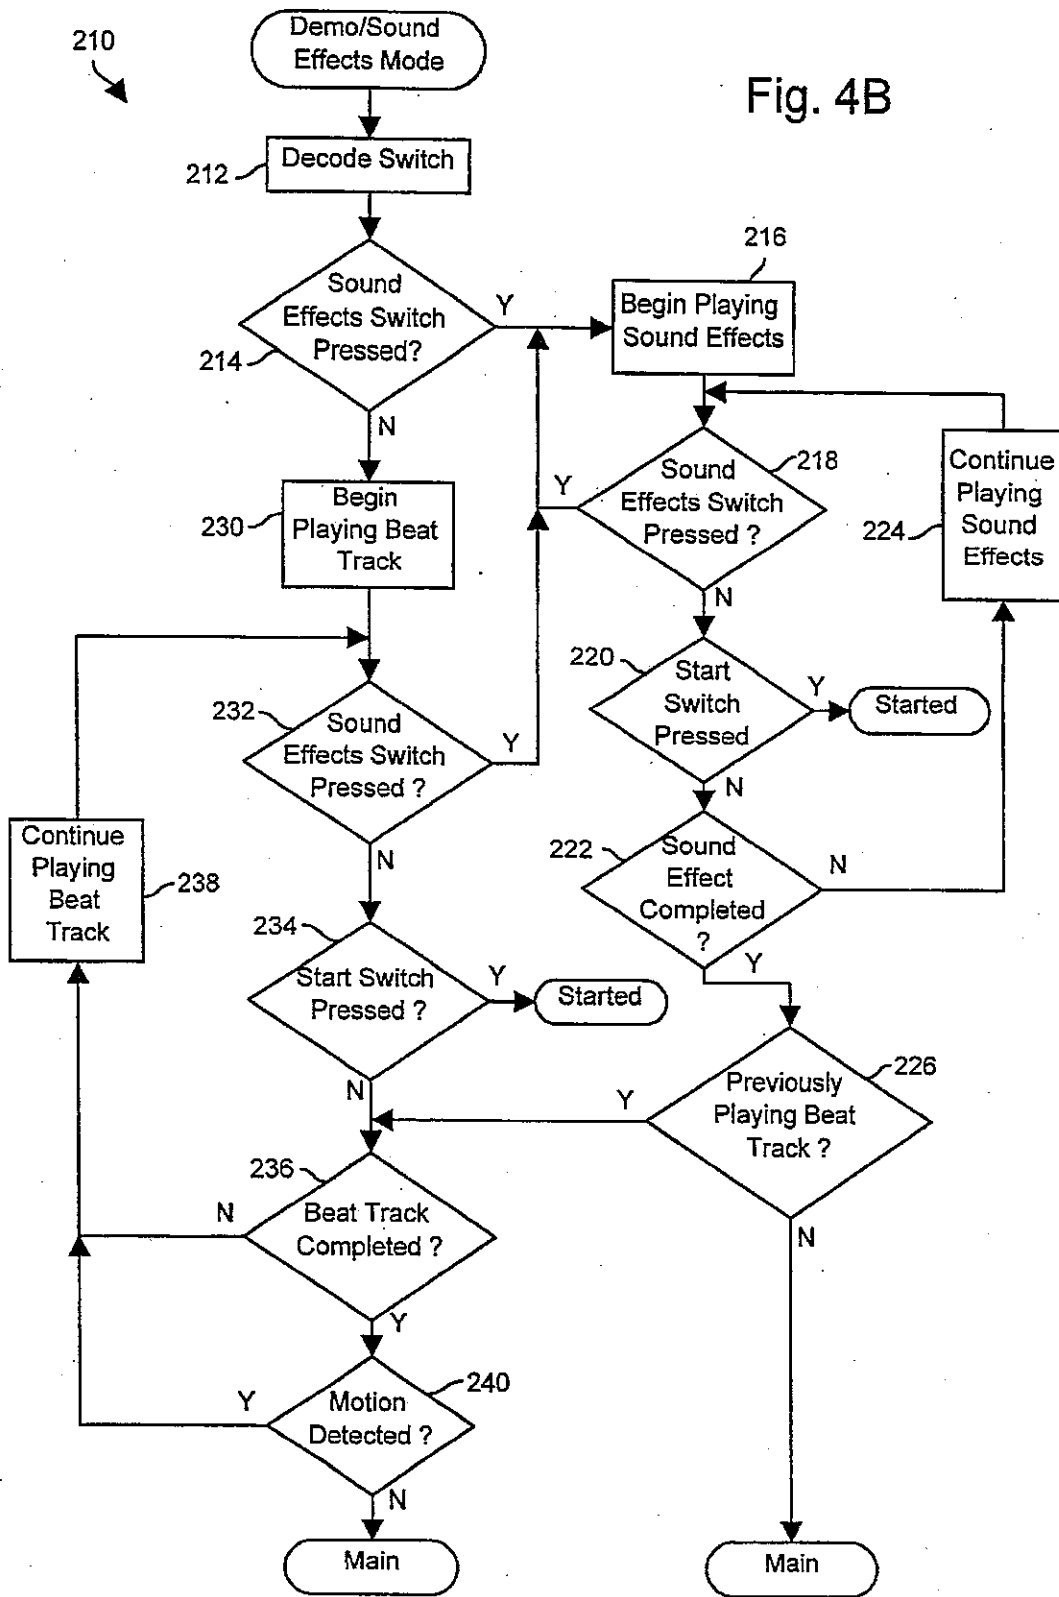 210
Demo/Sound
Effects Mode
Fig. 4B
212
Decode Switch
214
Sound
Effects Switch
Pressed?
Y
N
216
Begin Playing
Sound Effects
218
Sound
Effects Switch
Pressed ?
Y
N
224
Continue
Playing
Sound
Effects
230
Begin
Playing Beat
Track
220
Start
Switch
Pressed
Y
Started
N
232
Sound
Effects Switch
Pressed ?
Y
N
222
Sound
Effect
Completed
?
N
Y
Continue
Playing
Beat
Track
238
234
Start Switch
Pressed ?
Y
Started
N
226
Previously
Playing Beat
Track ?
Y
N
236
Beat Track
Completed ?
N
Y
240
Motion
Detected ?
Y
N
Main
Main